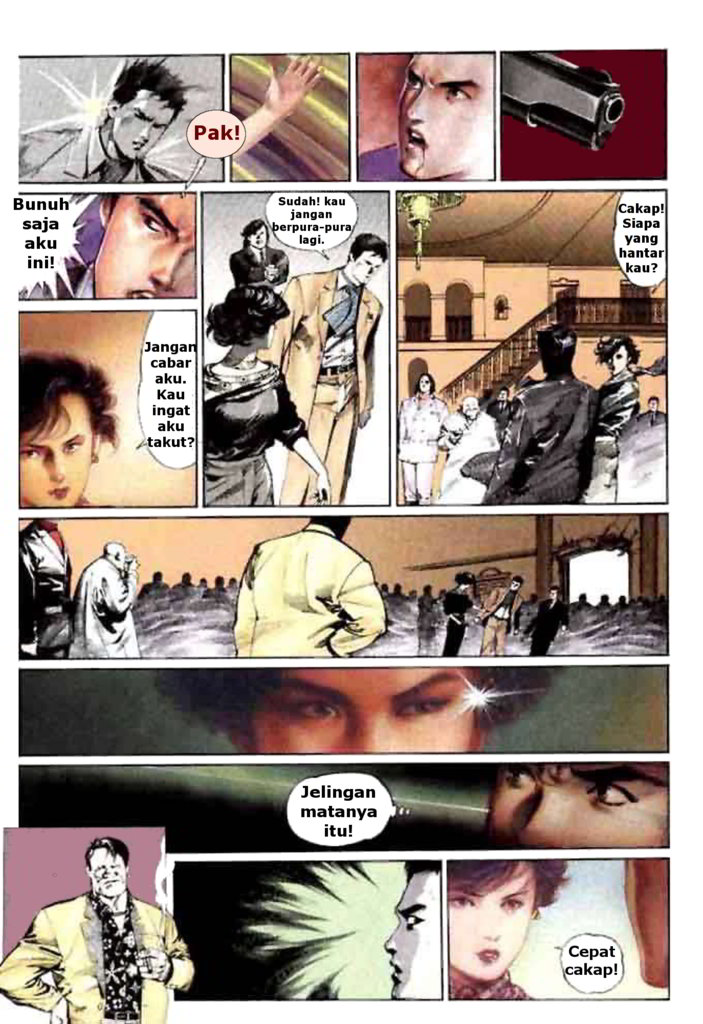 Pak!
Bunuh
saja
aku
ini!
Sudah! kau
jangan
berpura-pura
lagi.
Cakap!
Siapa
yang
hantar
kau?
Jangan
cabar
aku.
Kau
ingat
aku
takut?
Jelingan
matanya
itu!
Cepat
cakap!